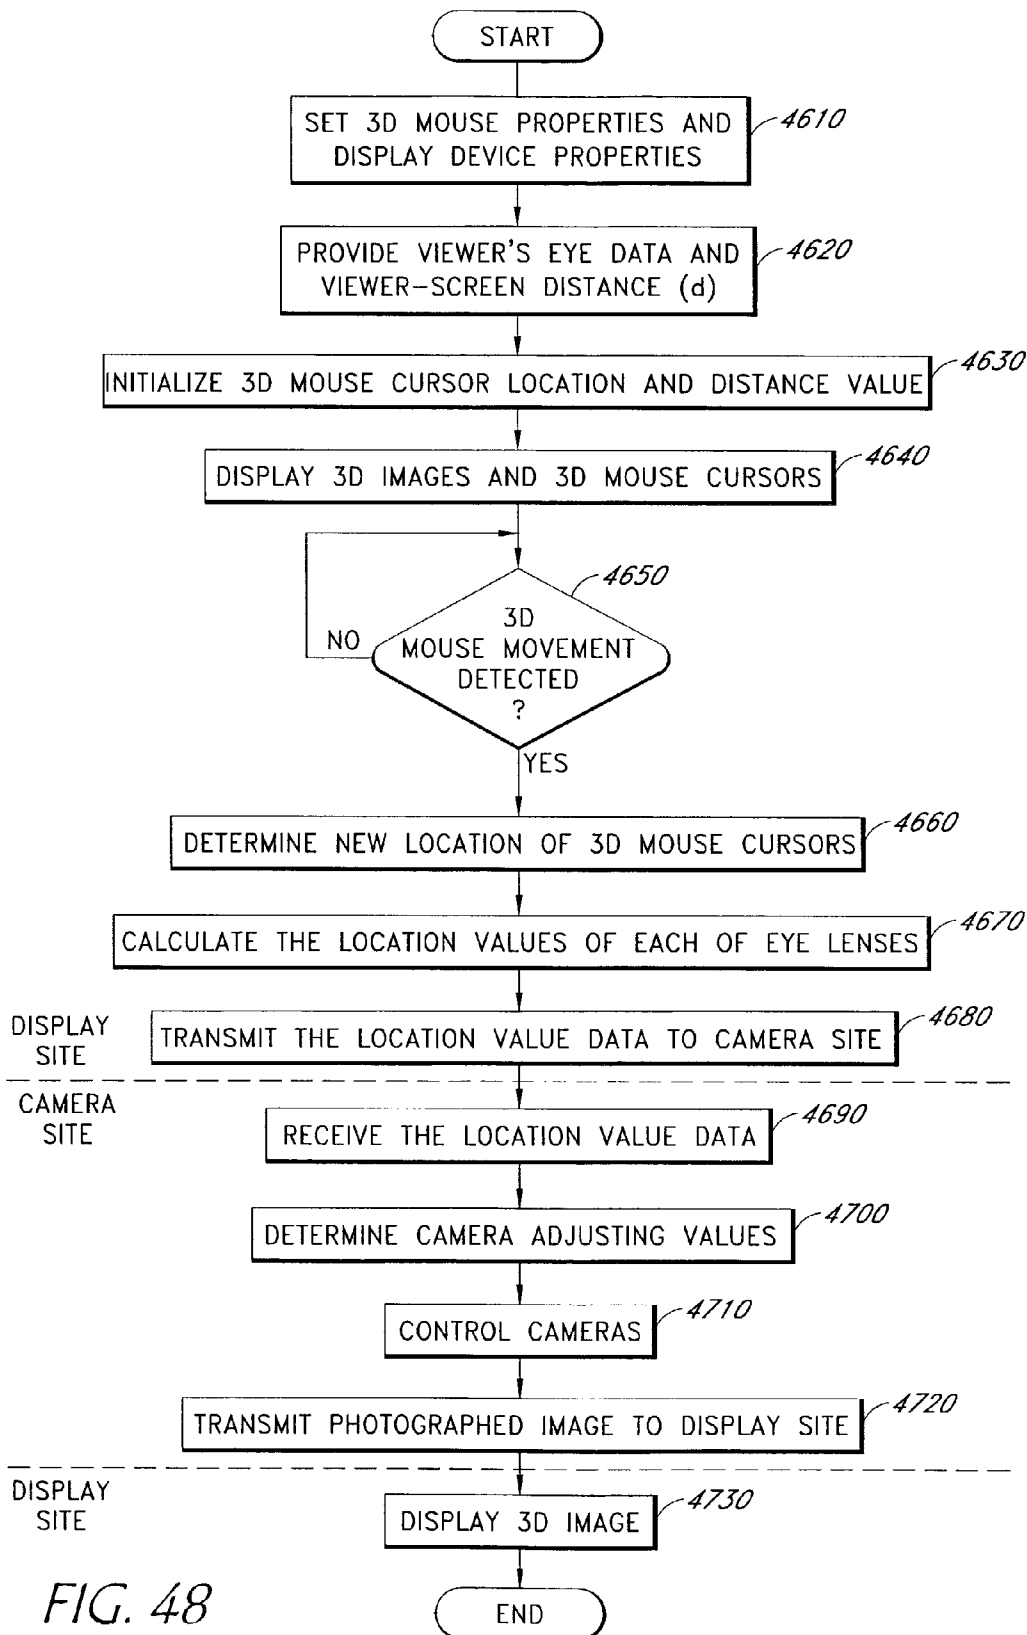 START
SET 3D MOUSE PROPERTIES AND
DISPLAY DEVICE PROPERTIES
4610
PROVIDE VIEWER'S EYE DATA AND
VIEWER-SCREEN DISTANCE (d)
4620
INITIALIZE 3D MOUSE CURSOR LOCATION AND DISTANCE VALUE
4630
DISPLAY 3D IMAGES AND 3D MOUSE CURSORS
4640
4650
3D
MOUSE MOVEMENT
DETECTED
?
NO
YES
DETERMINE NEW LOCATION OF 3D MOUSE CURSORS
4660
CALCULATE THE LOCATION VALUES OF EACH OF EYE LENSES
4670
DISPLAY
SITE
TRANSMIT THE LOCATION VALUE DATA TO CAMERA SITE
4680
CAMERA
SITE
RECEIVE THE LOCATION VALUE DATA
4690
DETERMINE CAMERA ADJUSTING VALUES
4700
CONTROL CAMERAS
4710
TRANSMIT PHOTOGRAPHED IMAGE TO DISPLAY SITE
4720
DISPLAY
SITE
DISPLAY 3D IMAGE
4730
END
FIG. 48